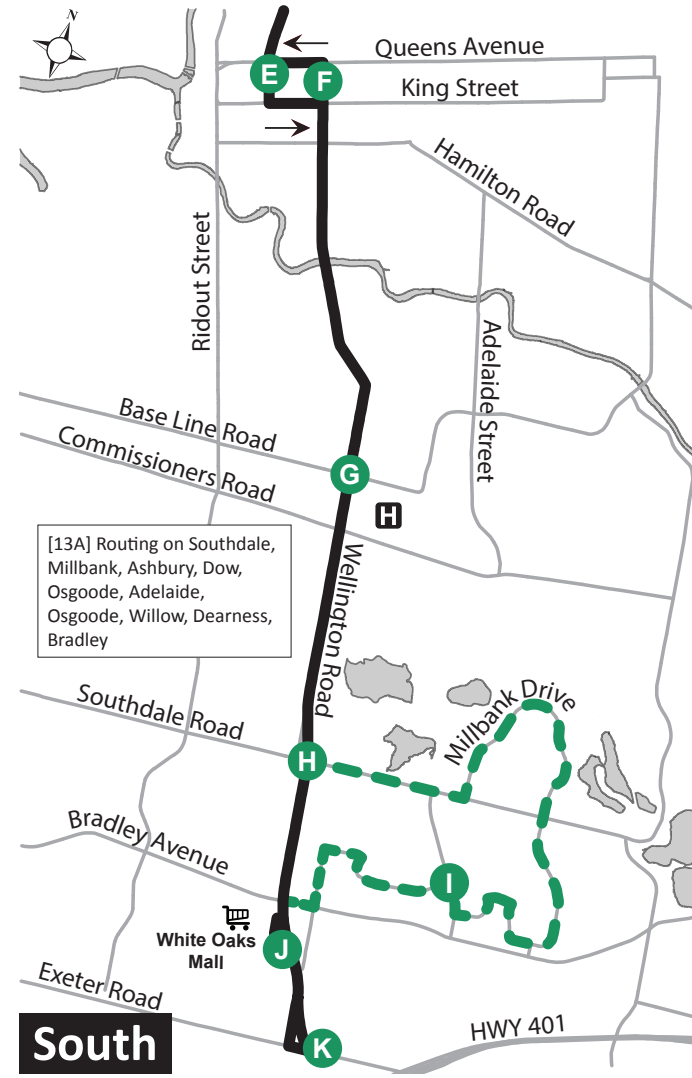 N
Queens Avenue
E
F
King Street
Hamilton Road
Ridout Street
Adelaide Street
Base Line Road
Commissioners Road
G
H
[13A] Routing on Southdale,
Millbank, Ashbury, Dow,
Osgoode, Adelaide,
Osgoode, Willow, Dearness,
Bradley
Wellington Road
Millbank Drive
Southdale Road
H
Bradley Avenue
I
White Oaks
Mall
J
Exeter Road
South
K
HWY 401